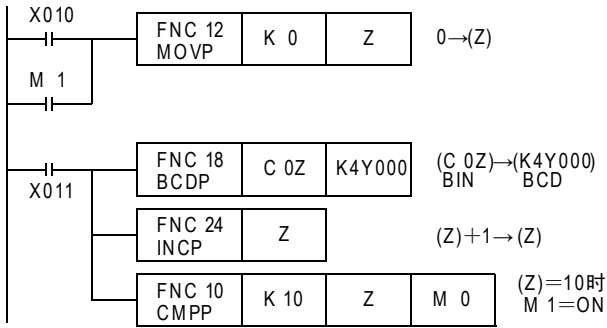 X010
FNC 12
MOVP
K 0
Z
0→(Z)
M 1
FNC 18
BCDP
C 0Z
K4Y000
(C 0Z)→(K4Y000)
BIN BCD
X011
FNC 24
INCP
Z
(Z)+1→(Z)
FNC 10
CMPP
K 10
Z
M 0
(Z)=10时
M 1=ON